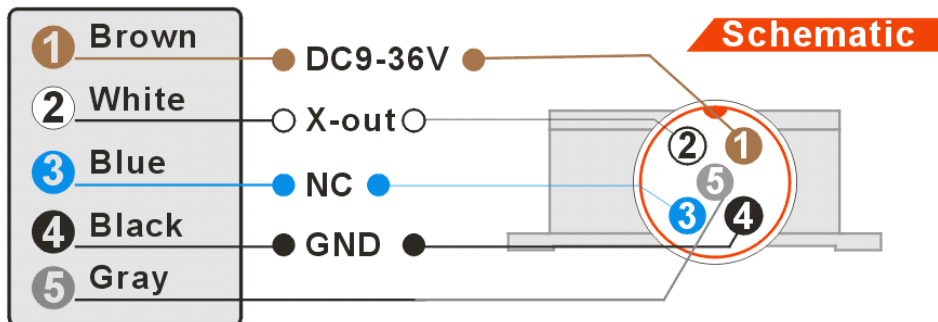 Schematic
1 Brown DC9-36V
2 White X-out
3 Blue NC
4 Black GND
5 Gray
2 1
5
3 4